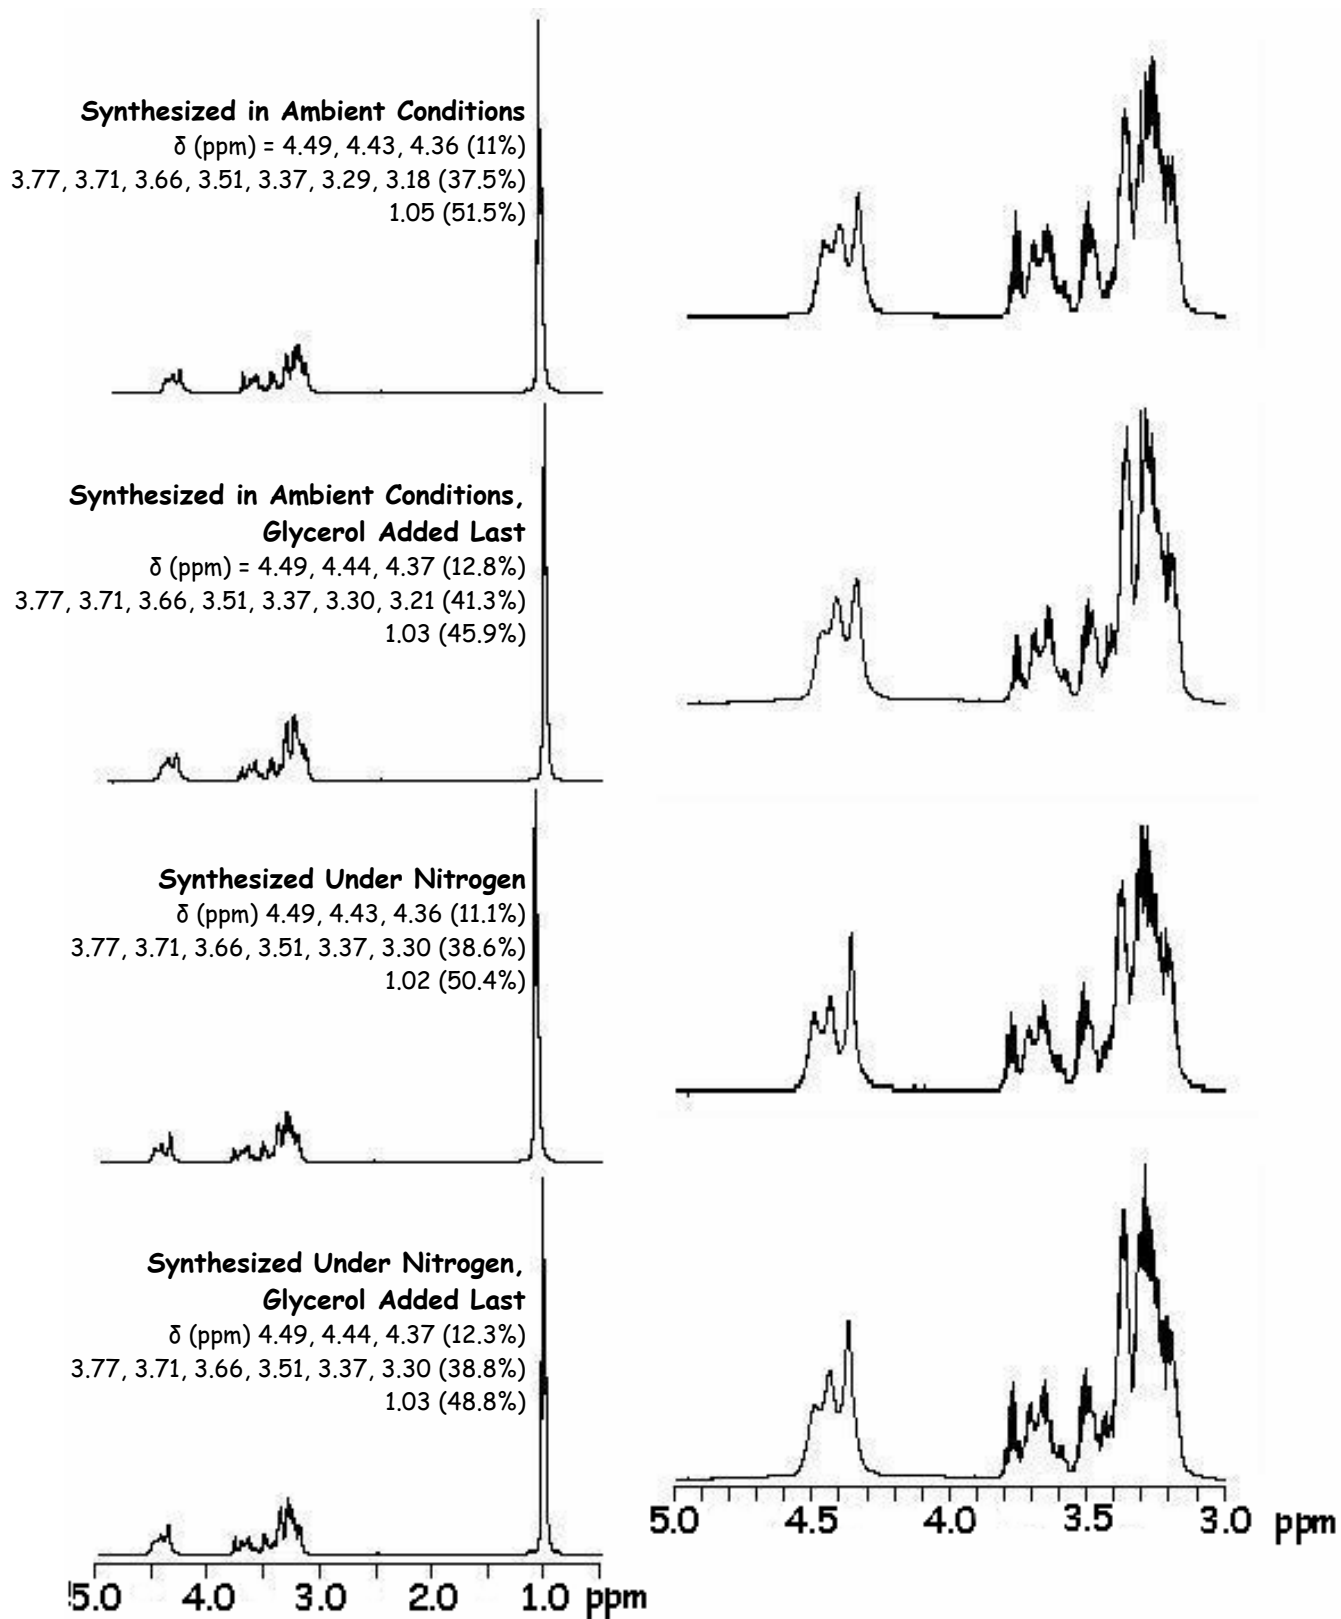 Synthesized in Ambient Conditions
δ (ppm) = 4.49, 4.43, 4.36 (11%)
3.77, 3.71, 3.66, 3.51, 3.37, 3.29, 3.18 (37.5%)
1.05 (51.5%)
Synthesized in Ambient Conditions,
Glycerol Added Last
δ (ppm) = 4.49, 4.44, 4.37 (12.8%)
3.77, 3.71, 3.66, 3.51, 3.37, 3.30, 3.21 (41.3%)
1.03 (45.9%)
Synthesized Under Nitrogen
δ (ppm) 4.49, 4.43, 4.36 (11.1%)
3.77, 3.71, 3.66, 3.51, 3.37, 3.30 (38.6%)
1.02 (50.4%)
Synthesized Under Nitrogen,
Glycerol Added Last
δ (ppm) 4.49, 4.44, 4.37 (12.3%)
3.77, 3.71, 3.66, 3.51, 3.37, 3.30 (38.8%)
1.03 (48.8%)
5.0 4.0 3.0 2.0 1.0 ppm
5.0 4.5 4.0 3.5 3.0 ppm